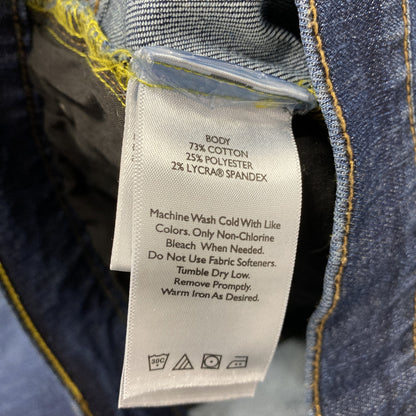 BODY
73% COTTON
25% POLYESTER
2% LYCRA® SPANDEX
Machine Wash Cold With Like
Colors. Only Non-Chlorine
Bleach When Needed.
Do Not Use Fabric Softeners.
Tumble Dry Low.
Remove Promptly.
Warm Iron As Desired.
30C